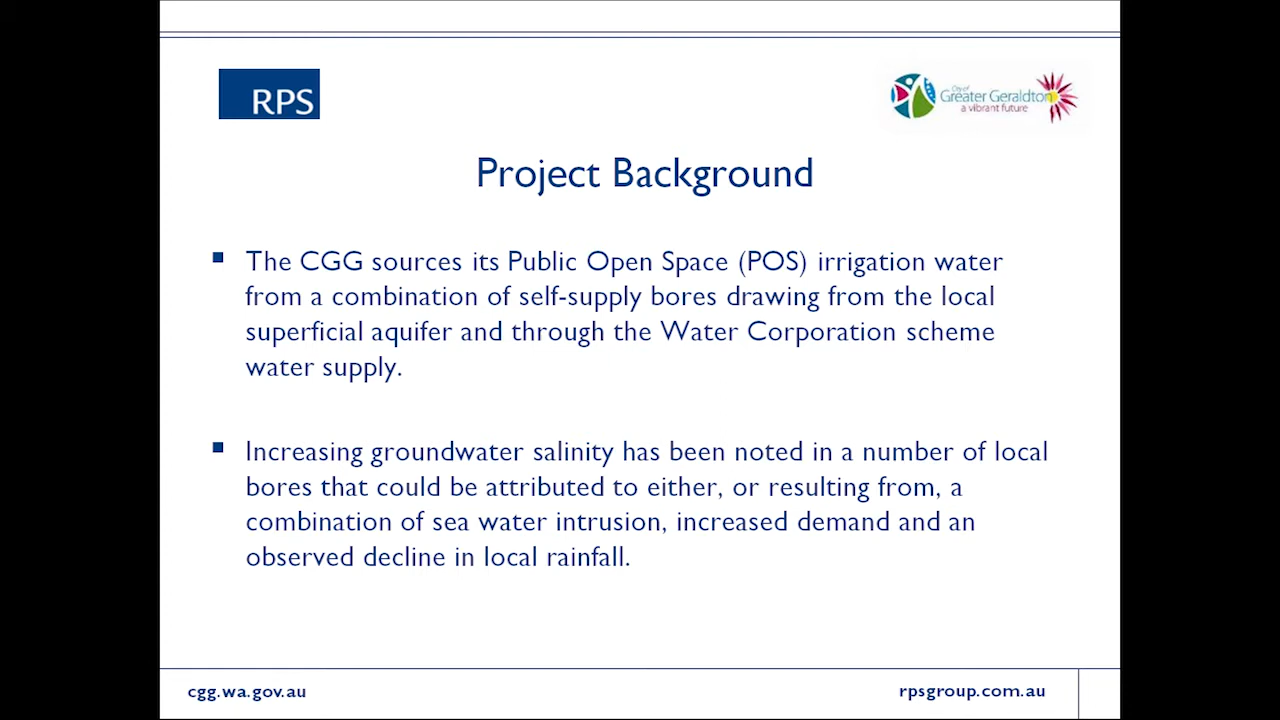 RPS
City of
Greater Geraldton
a vibrant future
Project Background
The CGG sources its Public Open Space (POS) irrigation water
from a combination of self-supply bores drawing from the local
superficial aquifer and through the Water Corporation scheme
water supply.
Increasing groundwater salinity has been noted in a number of local
bores that could be attributed to either, or resulting from, a
combination of sea water intrusion, increased demand and an
observed decline in local rainfall.
cgg.wa.gov.au
rpsgroup.com.au